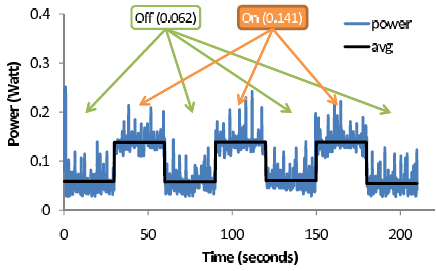 Off (0.062)
On (0.141)
power
avg
Power (Watt)
0.4
0.3
0.2
0.1
0
0
50
100
150
200
Time (seconds)